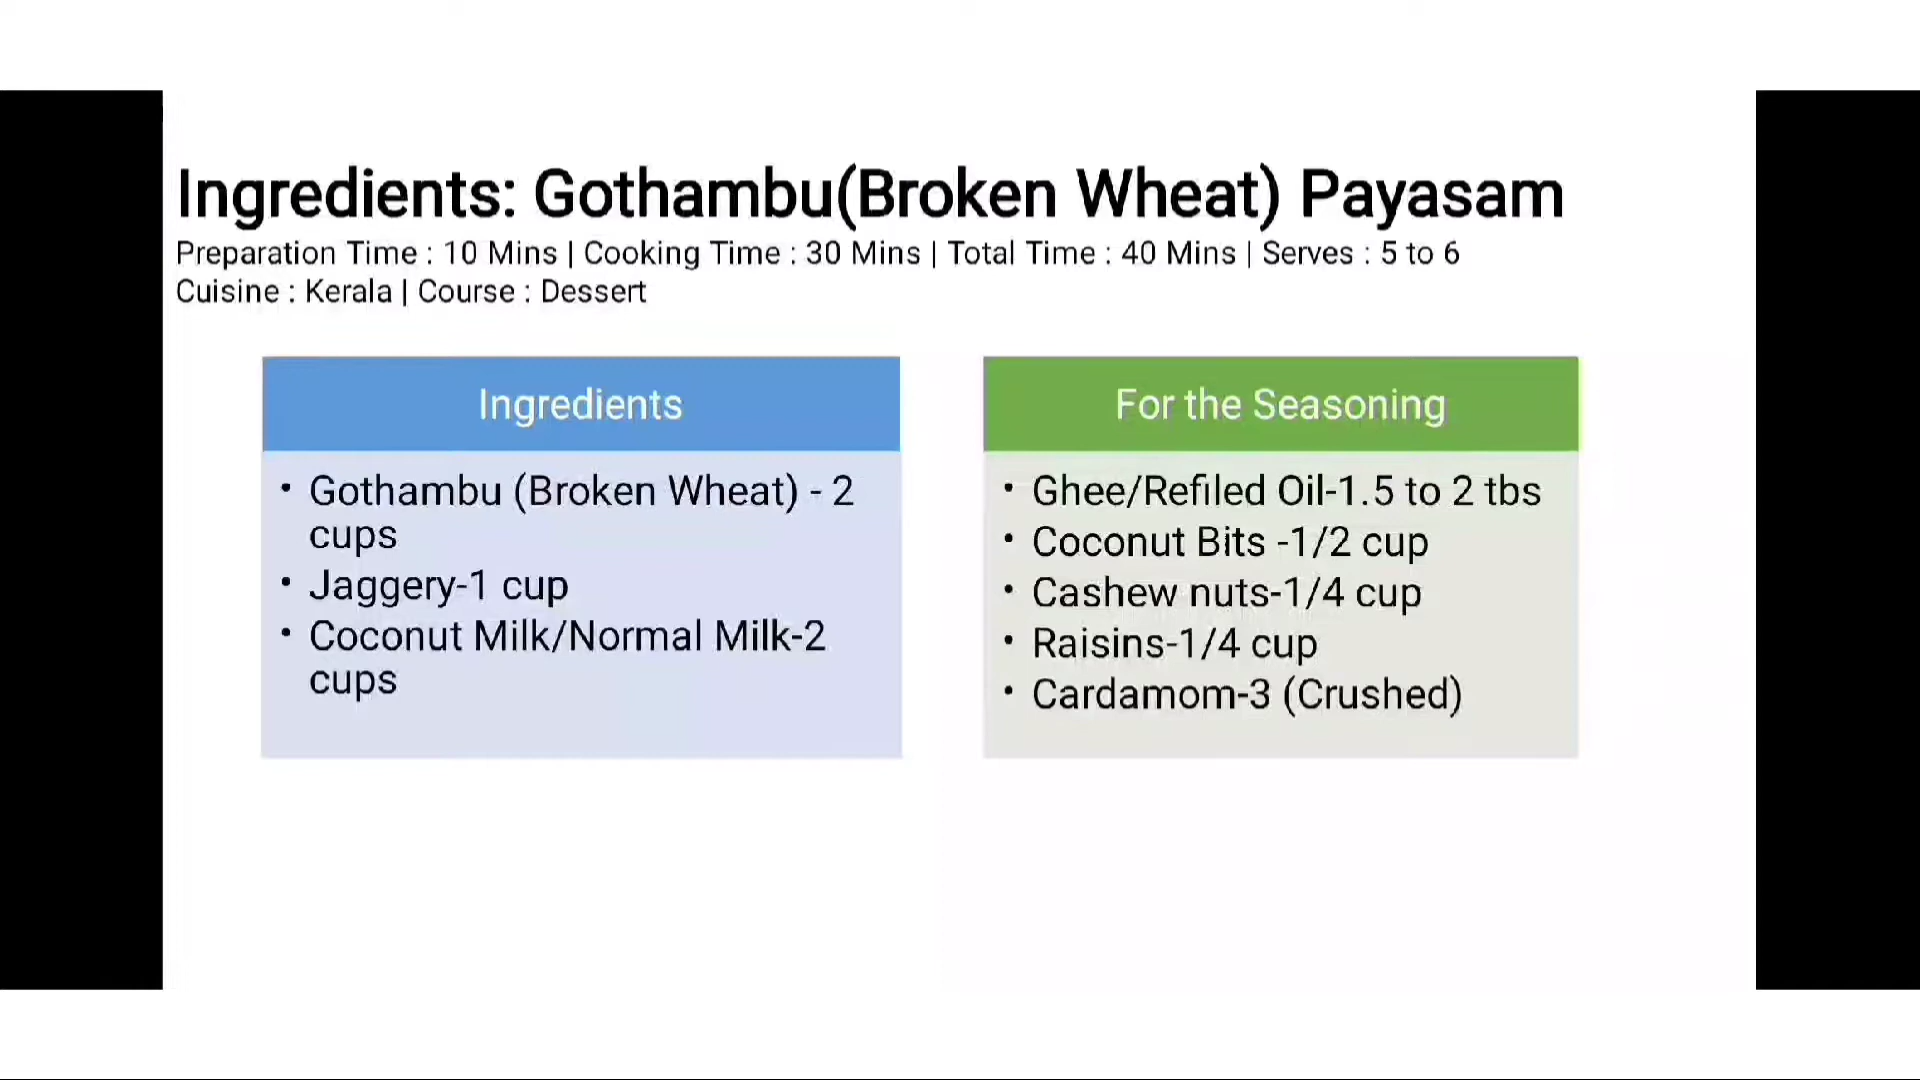 Ingredients: Gothambu(Broken Wheat) Payasam
Preparation Time : 10 Mins | Cooking Time : 30 Mins | Total Time : 40 Mins | Serves : 5 to 6
Cuisine : Kerala | Course : Dessert
Ingredients
• Gothambu (Broken Wheat) - 2
cups
• Jaggery-1 cup
• Coconut Milk/Normal Milk-2
cups
For the Seasoning
• Ghee/Refiled Oil-1.5 to 2 tbs
• Coconut Bits -1/2 cup
• Cashew nuts-1/4 cup
• Raisins-1/4 cup
• Cardamom-3 (Crushed)